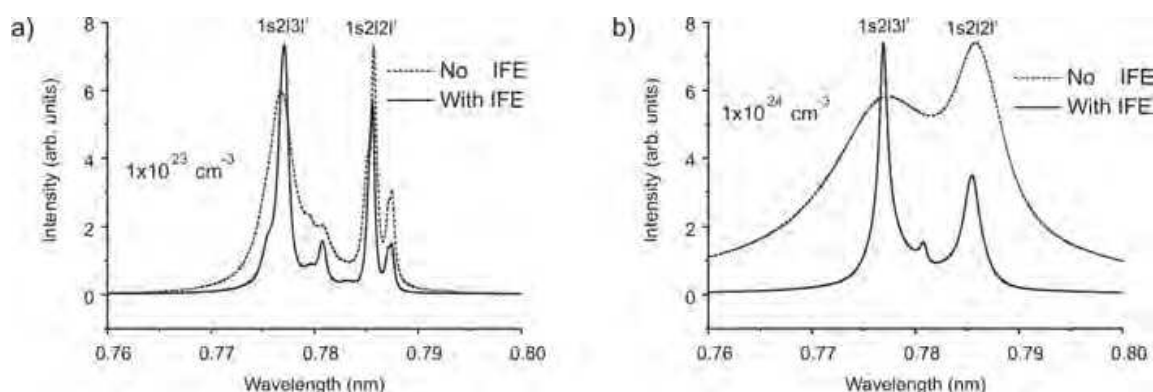 a)
Intensity (arb. units)
8
6
4
2
0
1s2l3l'
1s2l2l'
No IFE
With IFE
1x10^23 cm^-3
0.76 0.77 0.78 0.79 0.80
Wavelength (nm)
b)
Intensity (arb. units)
8
6
4
2
0
1s2l3l'
1s2l2l'
No IFE
With IFE
1x10^24 cm^-3
0.76 0.77 0.78 0.79 0.80
Wavelength (nm)